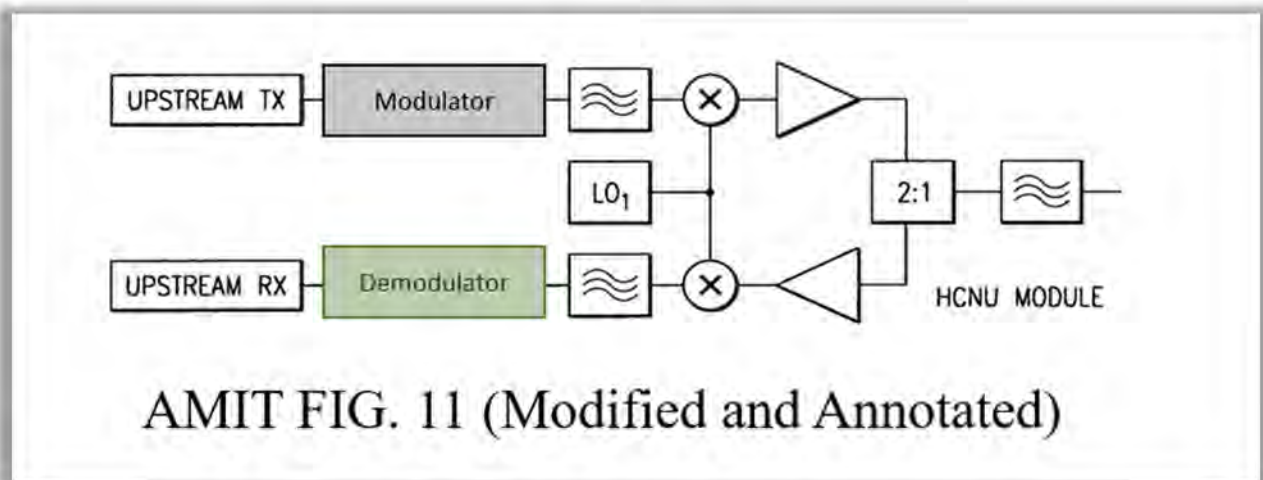 UPSTREAM TX
Modulator
LO1
2:1
UPSTREAM RX
Demodulator
HCNU MODULE
AMIT FIG. 11 (Modified and Annotated)